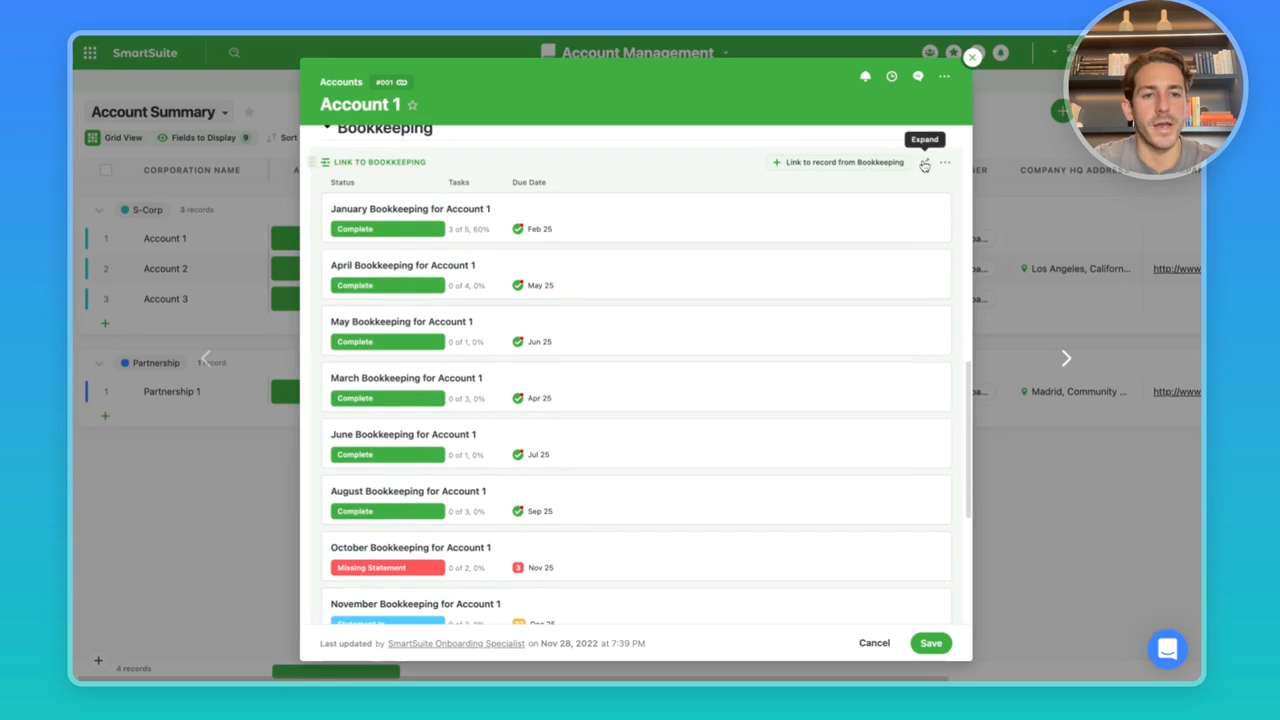 SmartSuite
Account Management
Accounts #001
Account 1
Account Summary
Grid View Fields to Display 9 Sort
CORPORATION NAME
COMPANY HQ ADDRE
S-Corp 3 records
1 Account 1
2 Account 2
Los Angeles, Californ... http://www
3 Account 3
Partnership 1 record
1 Partnership 1
Madrid, Community ... http://www
4 records
Bookkeeping
Expand
LINK TO BOOKKEEPING
Link to record from Bookkeeping
Status Tasks Due Date
January Bookkeeping for Account 1
Complete 3 of 5, 60% Feb 25
April Bookkeeping for Account 1
Complete 0 of 4, 0% May 25
May Bookkeeping for Account 1
Complete 0 of 1, 0% Jun 25
March Bookkeeping for Account 1
Complete 0 of 3, 0% Apr 25
June Bookkeeping for Account 1
Complete 0 of 1, 0% Jul 25
August Bookkeeping for Account 1
Complete 0 of 3, 0% Sep 25
October Bookkeeping for Account 1
Missing Statement 0 of 2, 0% 3 Nov 25
November Bookkeeping for Account 1
Last updated by SmartSuite Onboarding Specialist on Nov 28, 2022 at 7:39 PM
Cancel Save